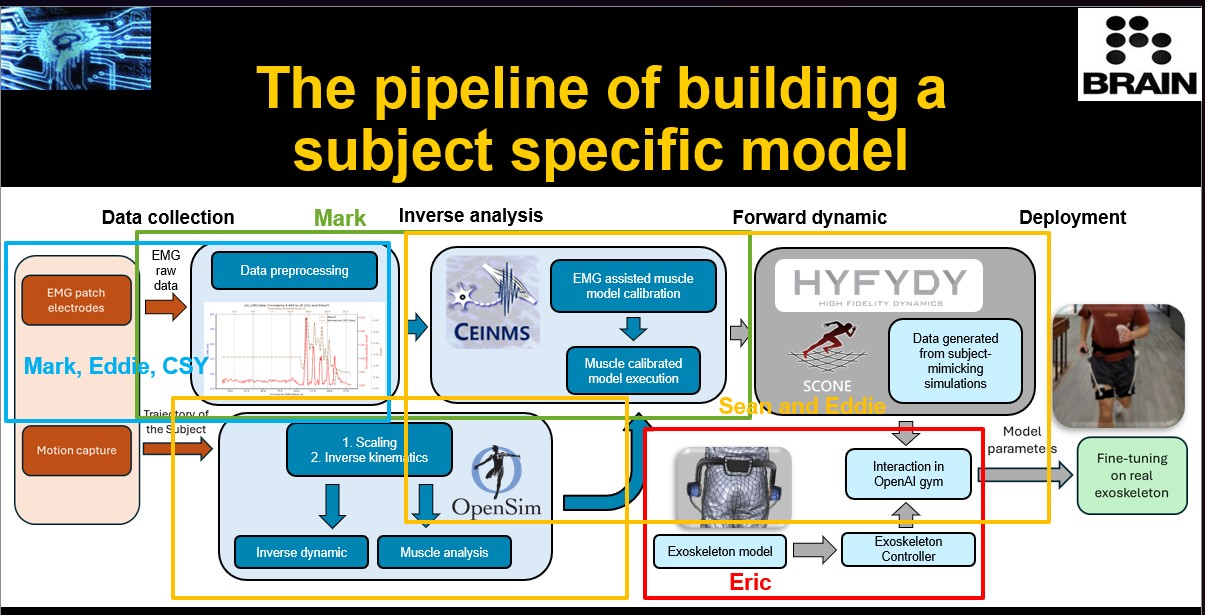 BRAIN
The pipeline of building a
subject specific model
Data collection
Mark
Inverse analysis
Forward dynamic
Deployment
EMG
raw
data
EMG patch
electrodes
Data preprocessing
CEINMS
EMG assisted muscle
model calibration
Muscle calibrated
model execution
HYFYDY
HIGH FIDELITY DYNAMICS
SCONE
Data generated
from subject-
mimicking
simulations
Mark, Eddie, CSY
Sean and Eddie
Trajectory of
the Subject
Motion capture
1. Scaling
2. Inverse kinematics
OpenSim
Inverse dynamic
Muscle analysis
Interaction in
OpenAI gym
Model
parameters
Fine-tuning
on real
exoskeleton
Exoskeleton model
Exoskeleton
Controller
Eric